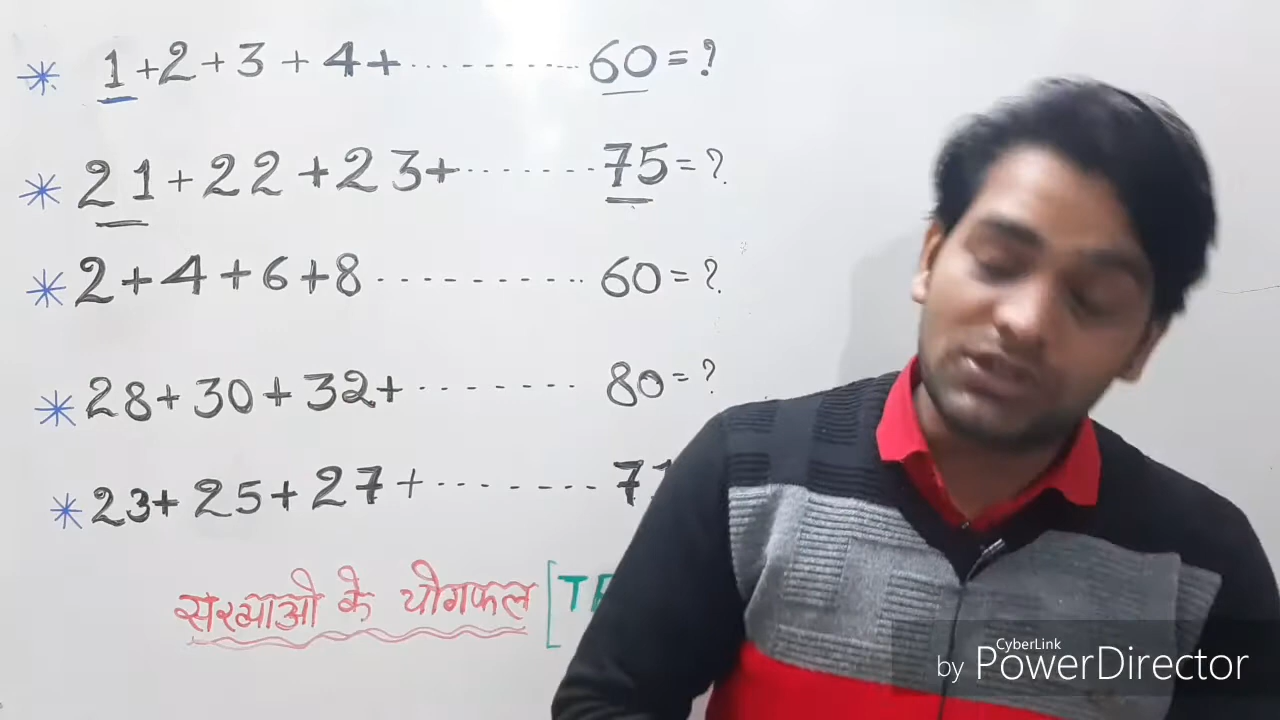 * 1 + 2 + 3 + 4 + ........... 60 = ?
* 21 + 22 + 23 + ........ 75 = ?
* 2 + 4 + 6 + 8 ........... 60 = ?
* 28 + 30 + 32 + ........ 80 = ?
* 23 + 25 + 27 + ........ 71
संख्याओ के योगफल [
CyberLink
by PowerDirector